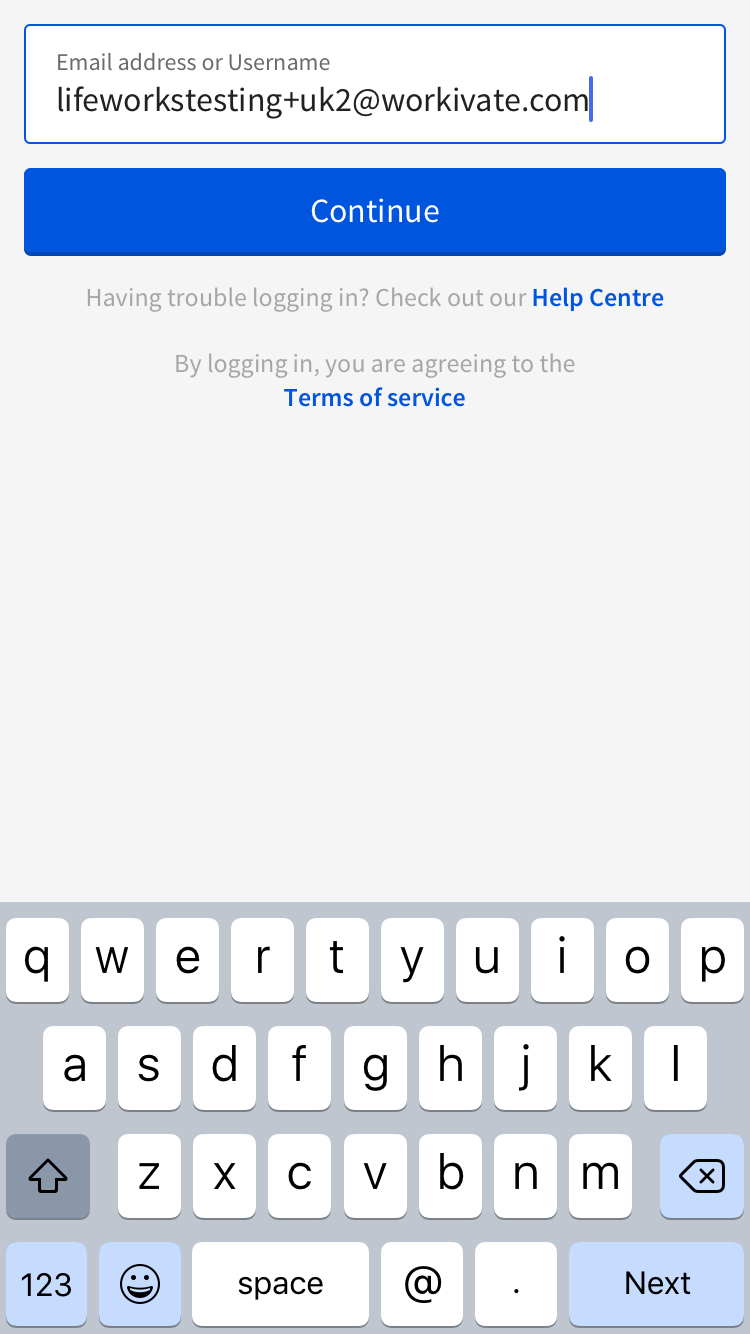 Email address or Username
lifeworkstesting+uk2@workivate.com
Continue
Having trouble logging in? Check out our Help Centre
By logging in, you are agreeing to the
Terms of service
q w e r t y u i o p
a s d f g h j k l
z x c v b n m
123 space @ . Next